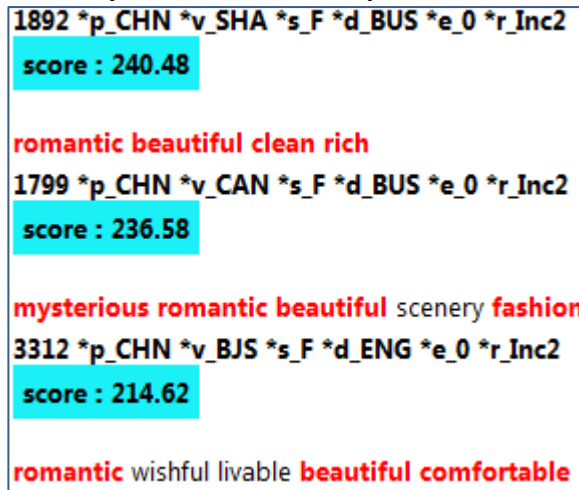 1892 *p_CHN *v_SHA *s_F *d_BUS *e_0 *r_Inc2
score : 240.48
romantic beautiful clean rich
1799 *p_CHN *v_CAN *s_F *d_BUS *e_0 *r_Inc2
score : 236.58
mysterious romantic beautiful scenery fashion
3312 *p_CHN *v_BJS *s_F *d_ENG *e_0 *r_Inc2
score : 214.62
romantic wishful livable beautiful comfortable